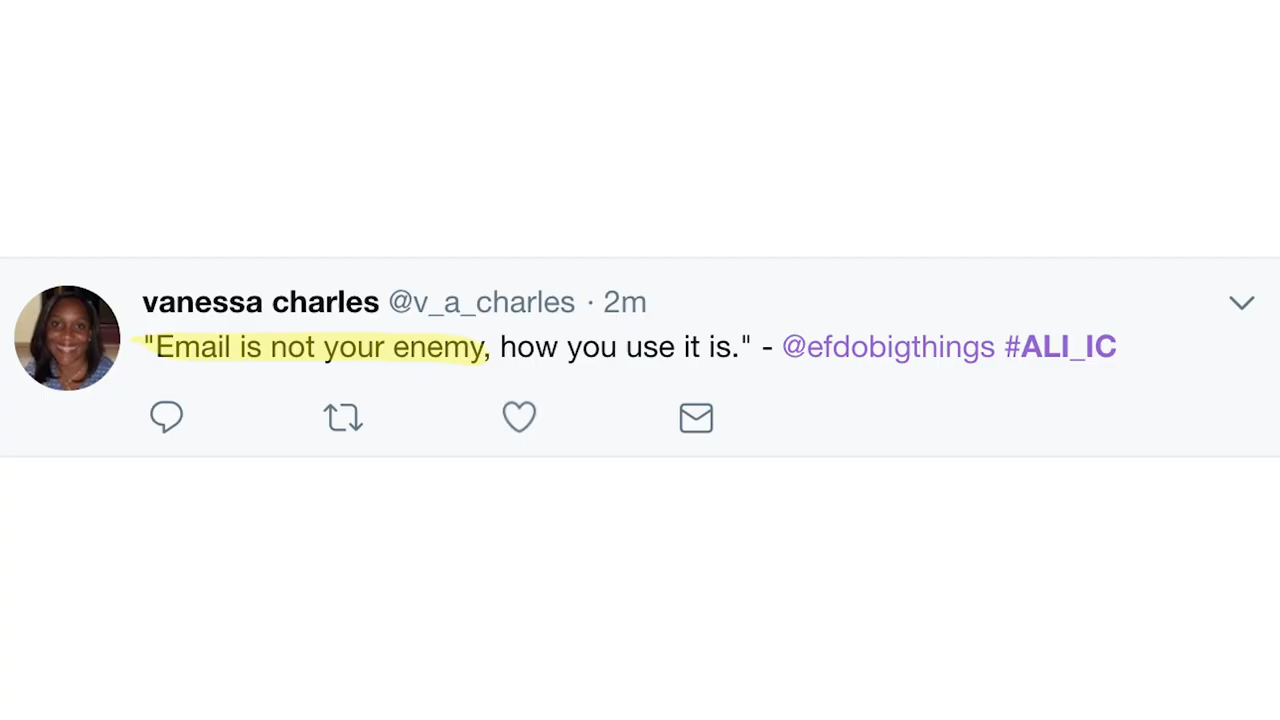 vanessa charles @v_a_charles · 2m
"Email is not your enemy, how you use it is." - @efdobigthings #ALI_IC